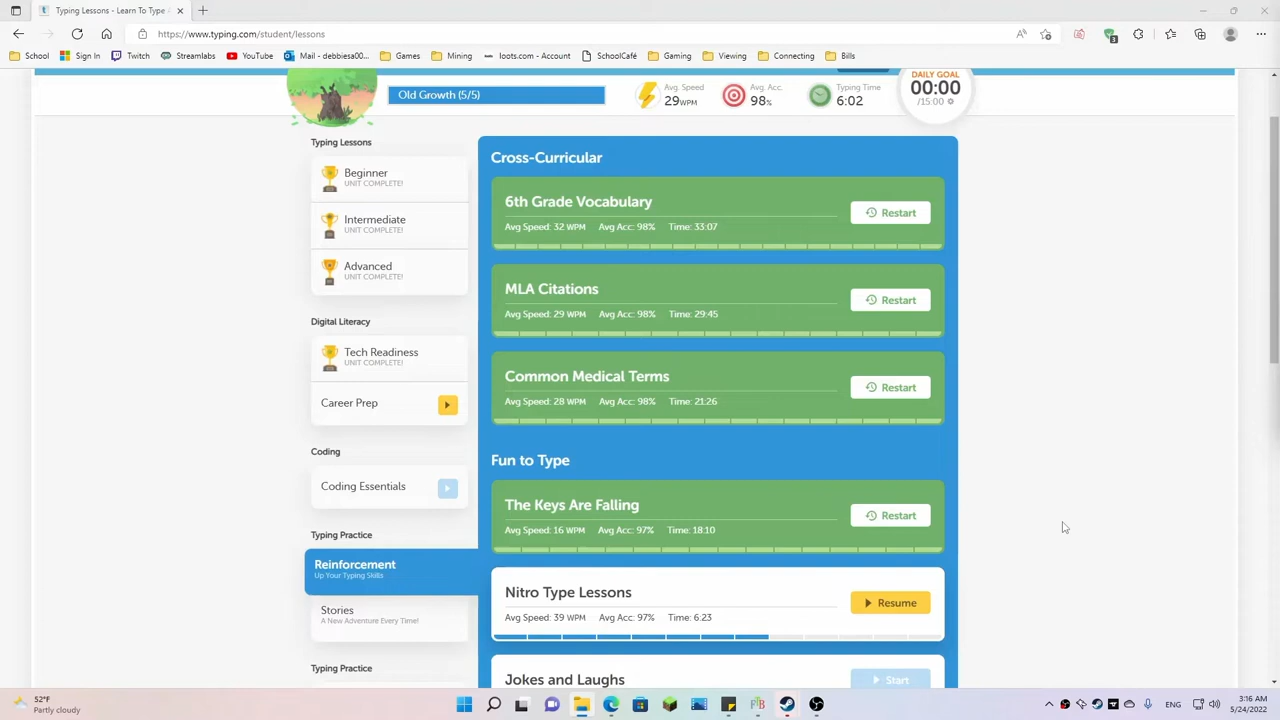 Typing Lessons - Learn To Type A
https://www.typing.com/student/lessons
School
Sign In
Twitch
Streamlabs
YouTube
M Email - debbiesa00...
Games
Mining
loots.com - Account
SchoolCafé
Gaming
Viewing
Connecting
Bills
Old Growth (5/5)
Avg. Speed
29 WPM
Avg. Acc.
98%
Typing Time
6:02
DAILY GOAL
00:00
/15:00
Typing Lessons
Beginner
UNIT COMPLETE!
Intermediate
UNIT COMPLETE!
Advanced
UNIT COMPLETE!
Digital Literacy
Tech Readiness
UNIT COMPLETE!
Career Prep
Coding
Coding Essentials
Typing Practice
Reinforcement
Up Your Typing Skills
Stories
A New Adventure Every Time!
Typing Practice
Cross-Curricular
6th Grade Vocabulary
Avg Speed: 32 WPM Avg Acc: 98% Time: 33:07
Restart
MLA Citations
Avg Speed: 29 WPM Avg Acc: 98% Time: 29:45
Restart
Common Medical Terms
Avg Speed: 28 WPM Avg Acc: 98% Time: 21:26
Restart
Fun to Type
The Keys Are Falling
Avg Speed: 16 WPM Avg Acc: 97% Time: 18:10
Restart
Nitro Type Lessons
Avg Speed: 39 WPM Avg Acc: 97% Time: 6:23
Resume
Jokes and Laughs
Start
52°F
Partly cloudy
ENG
3:16 AM
5/24/2022